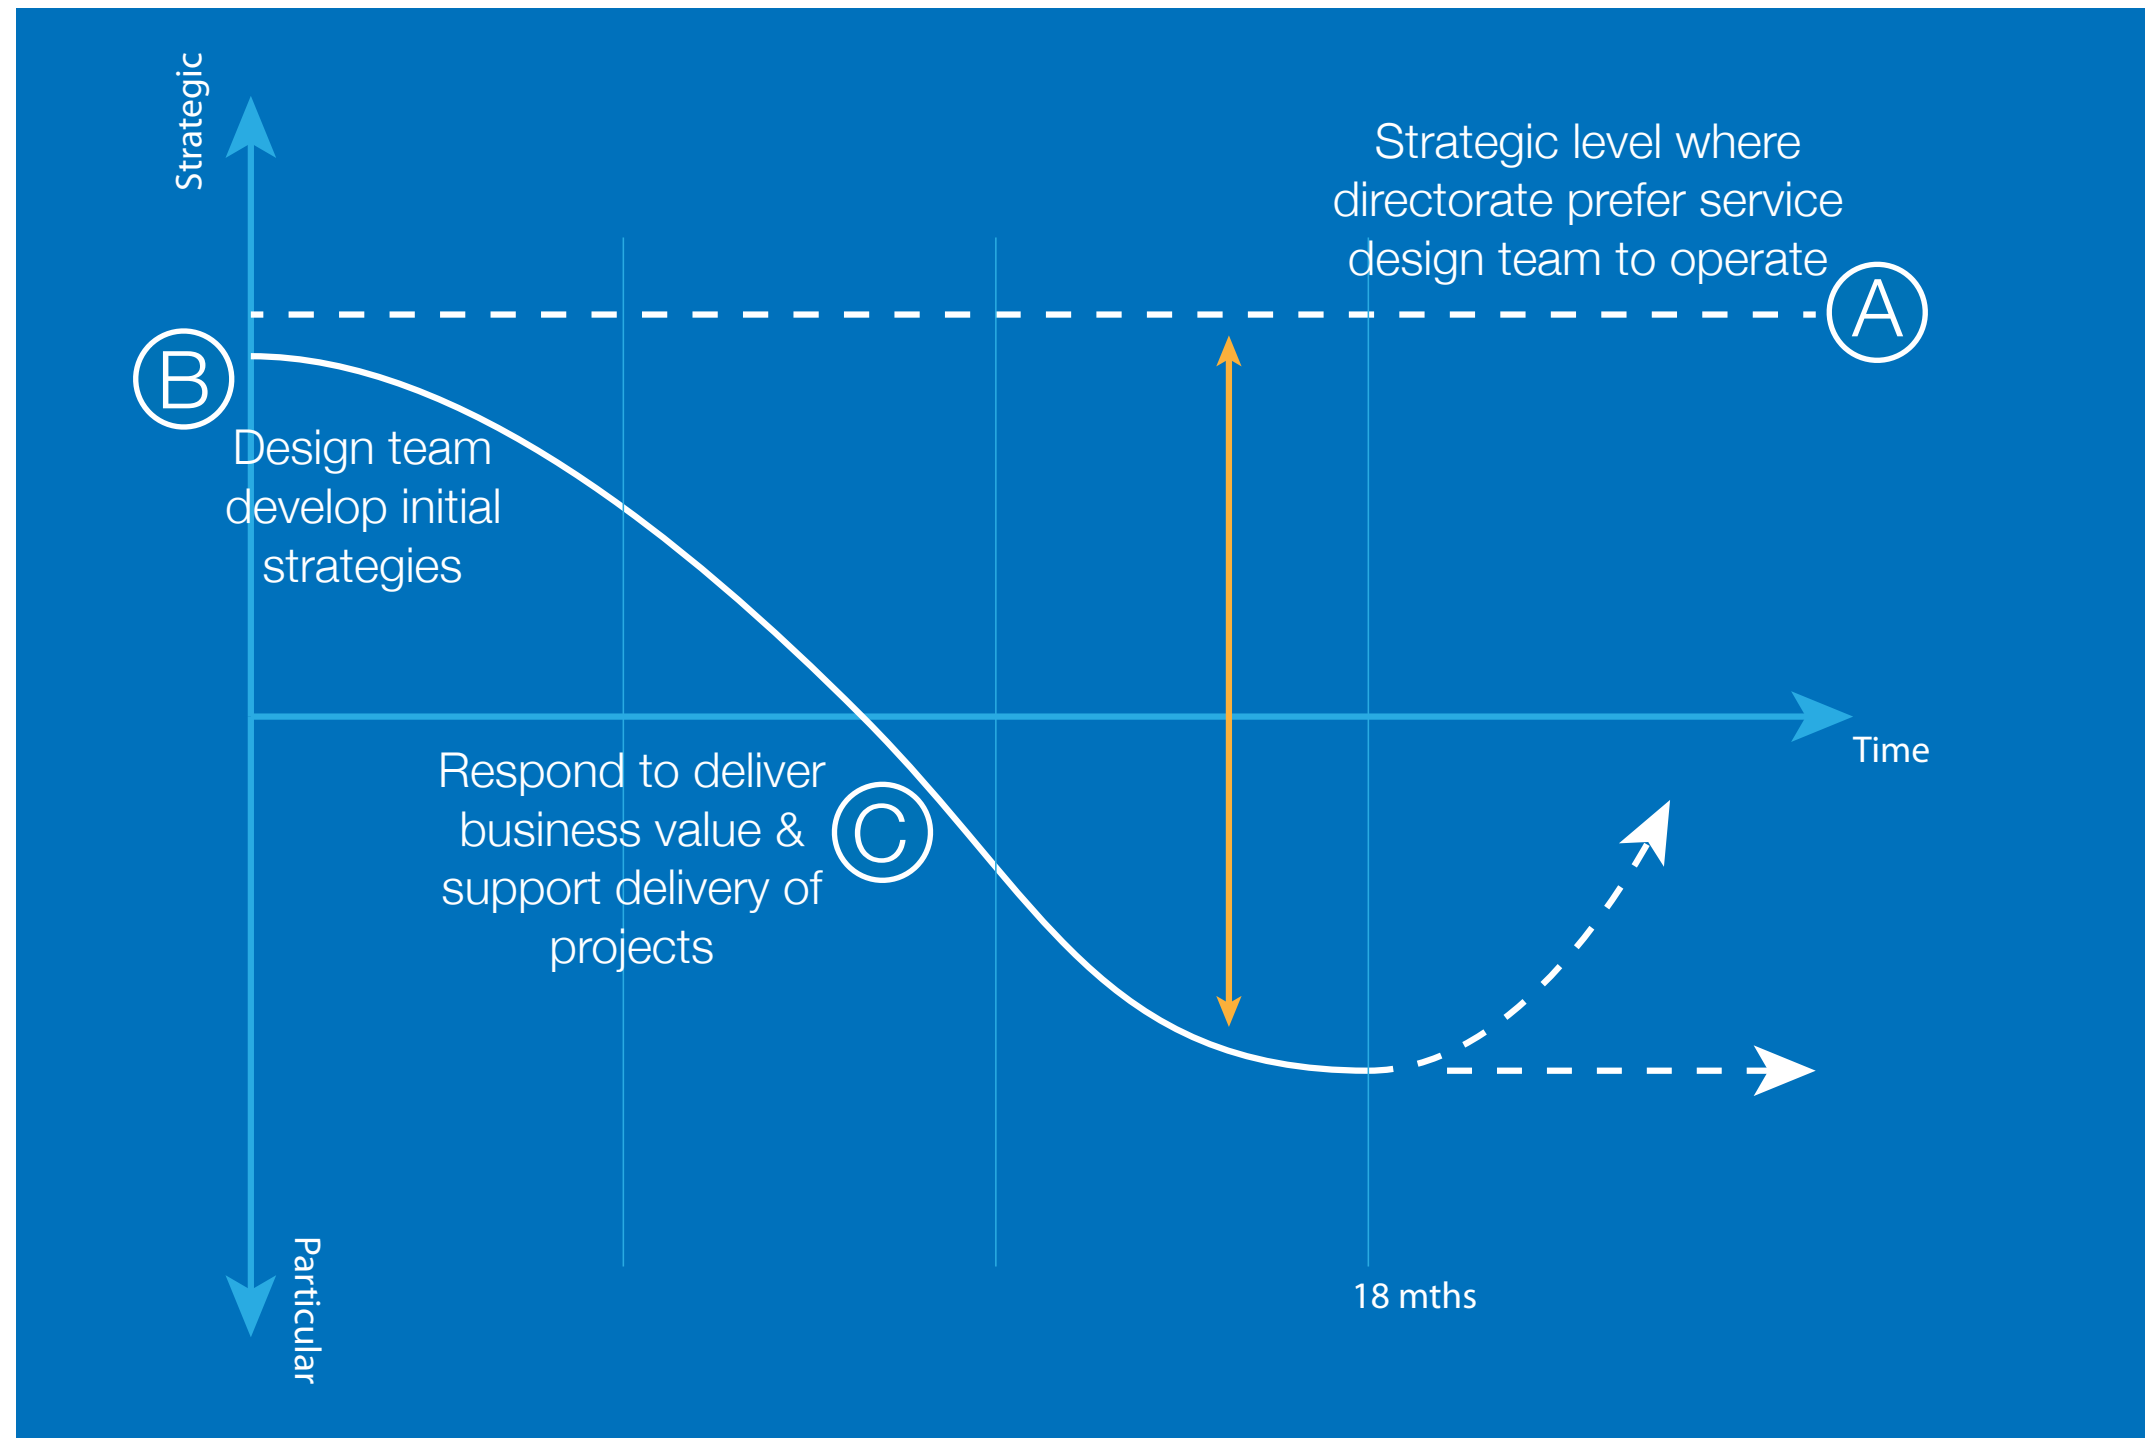 Strategic
Strategic level where
directorate prefer service
design team to operate
A
B
Design team
develop initial
strategies
Time
Respond to deliver
business value &
support delivery of
projects
C
Particular
18 mths